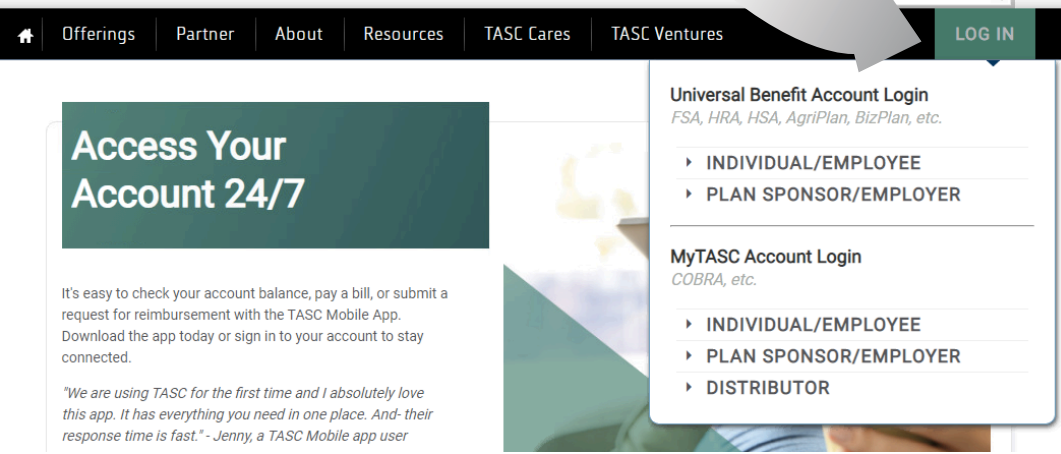 Offerings Partner About Resources TASC Cares TASC Ventures LOG IN
Access Your
Account 24/7
It's easy to check your account balance, pay a bill, or submit a
request for reimbursement with the TASC Mobile App.
Download the app today or sign in to your account to stay
connected.
"We are using TASC for the first time and I absolutely love
this app. It has everything you need in one place. And- their
response time is fast." - Jenny, a TASC Mobile app user
Universal Benefit Account Login
FSA, HRA, HSA, AgriPlan, BizPlan, etc.
INDIVIDUAL/EMPLOYEE
PLAN SPONSOR/EMPLOYER
MyTASC Account Login
COBRA, etc.
INDIVIDUAL/EMPLOYEE
PLAN SPONSOR/EMPLOYER
DISTRIBUTOR